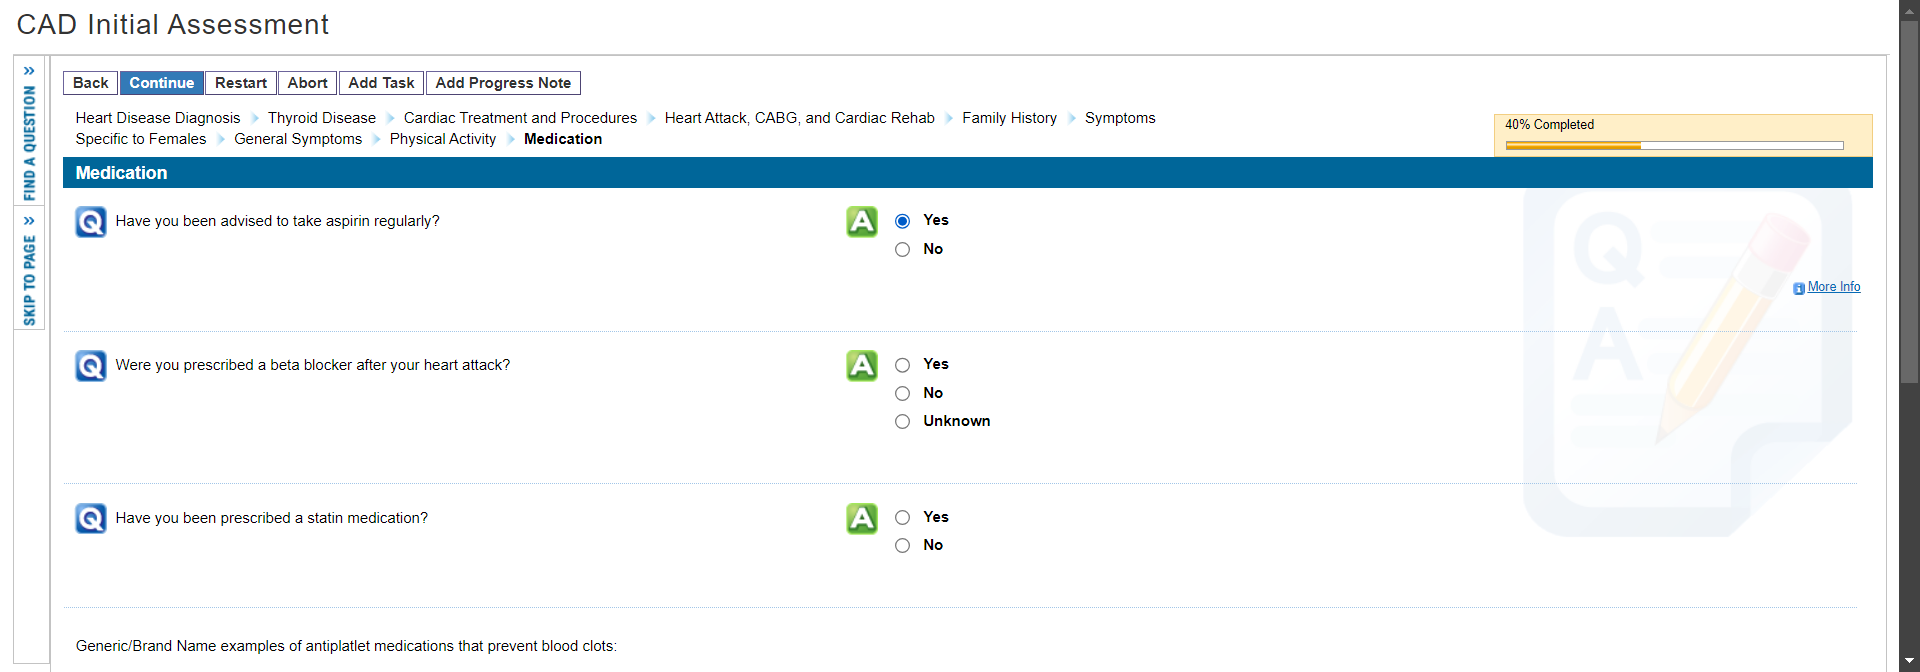 CAD Initial Assessment
» FIND A QUESTION
» SKIP TO PAGE
Back Continue Restart Abort Add Task Add Progress Note
Heart Disease Diagnosis Thyroid Disease Cardiac Treatment and Procedures Heart Attack, CABG, and Cardiac Rehab Family History Symptoms
Specific to Females General Symptoms Physical Activity Medication
40% Completed
Medication
Q Have you been advised to take aspirin regularly?
A Yes
No
i More Info
Q Were you prescribed a beta blocker after your heart attack?
A Yes
No
Unknown
Q Have you been prescribed a statin medication?
A Yes
No
Q
A
Generic/Brand Name examples of antiplatlet medications that prevent blood clots: